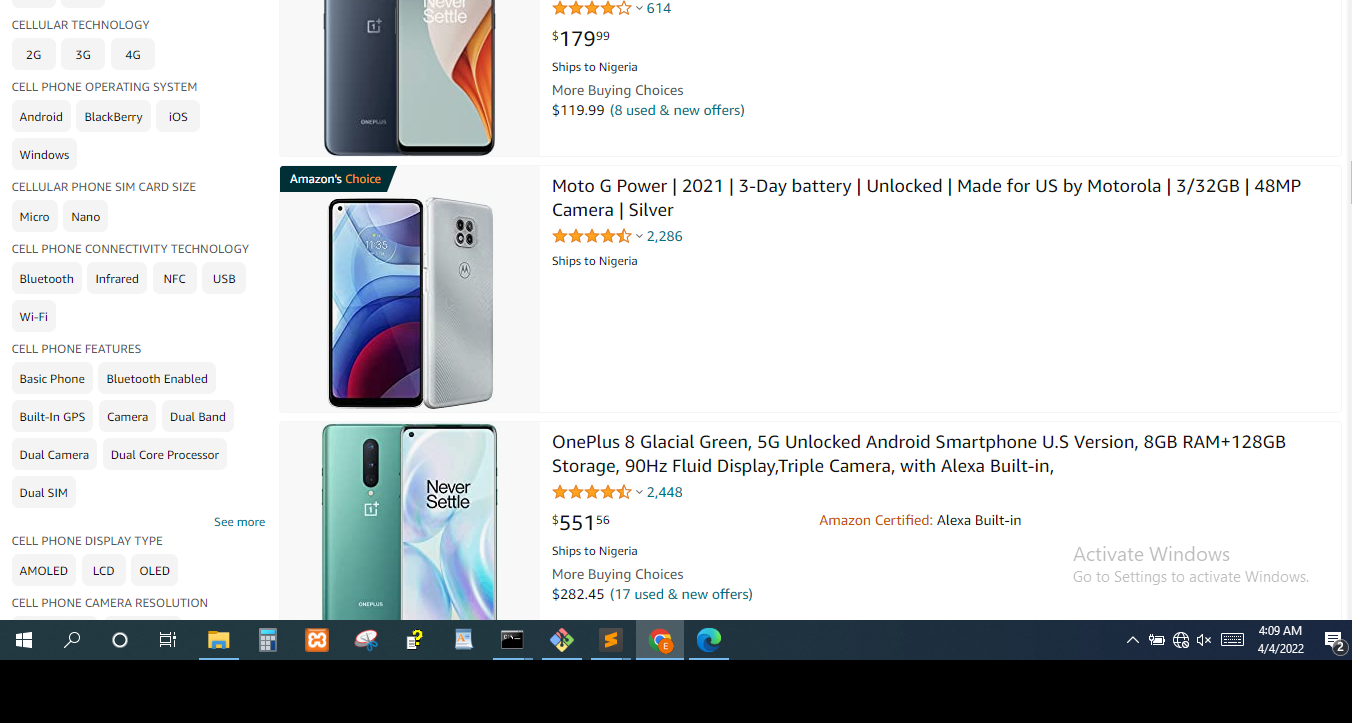 CELLULAR TECHNOLOGY
2G 3G 4G
CELL PHONE OPERATING SYSTEM
Android BlackBerry iOS
Windows
CELLULAR PHONE SIM CARD SIZE
Micro Nano
CELL PHONE CONNECTIVITY TECHNOLOGY
Bluetooth Infrared NFC USB
Wi-Fi
CELL PHONE FEATURES
Basic Phone Bluetooth Enabled
Built-In GPS Camera Dual Band
Dual Camera Dual Core Processor
Dual SIM
See more
CELL PHONE DISPLAY TYPE
AMOLED LCD OLED
CELL PHONE CAMERA RESOLUTION
Never
Settle
ONEPLUS
614
$17999
Ships to Nigeria
More Buying Choices
$119.99 (8 used & new offers)
Amazon's Choice
11:35
Moto G Power | 2021 | 3-Day battery | Unlocked | Made for US by Motorola | 3/32GB | 48MP
Camera | Silver
2,286
Ships to Nigeria
Never
Settle
ONEPLUS
OnePlus 8 Glacial Green, 5G Unlocked Android Smartphone U.S Version, 8GB RAM+128GB
Storage, 90Hz Fluid Display,Triple Camera, with Alexa Built-in,
2,448
$55156
Amazon Certified: Alexa Built-in
Ships to Nigeria
More Buying Choices
$282.45 (17 used & new offers)
Activate Windows
Go to Settings to activate Windows.
E
4:09 AM
4/4/2022
2